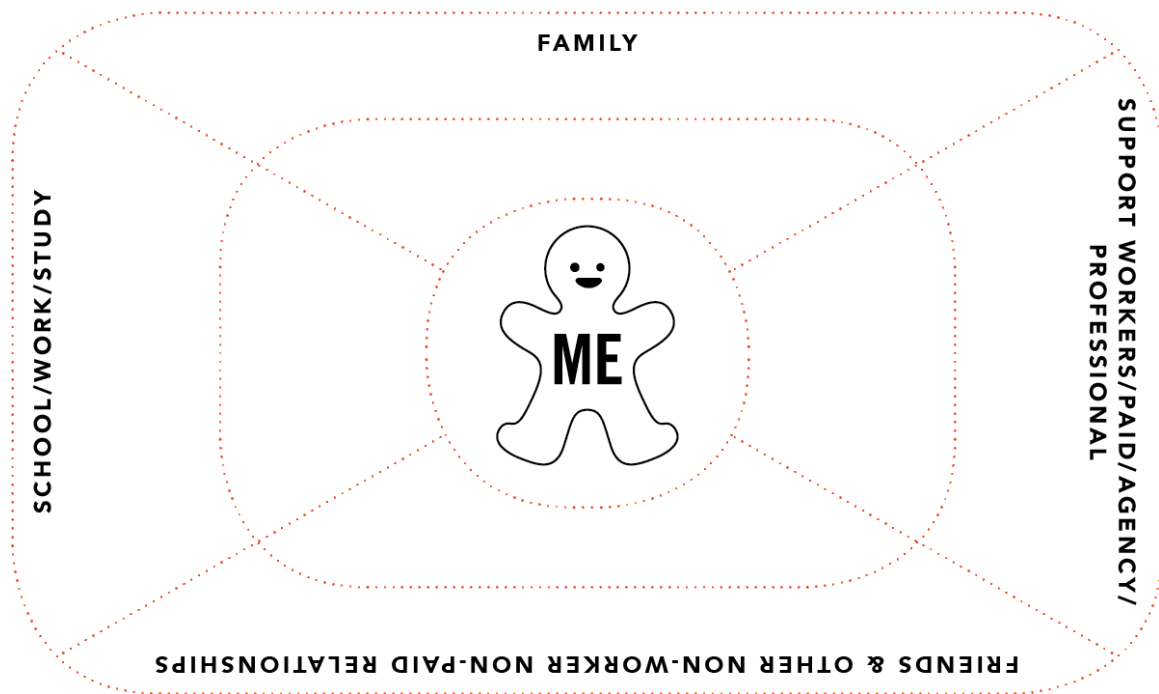 FAMILY
SCHOOL/WORK/STUDY
ME
SUPPORT WORKERS/PAID/AGENCY/
PROFESSIONAL
FRIENDS & OTHER NON-WORKER NON-PAID RELATIONSHIPS